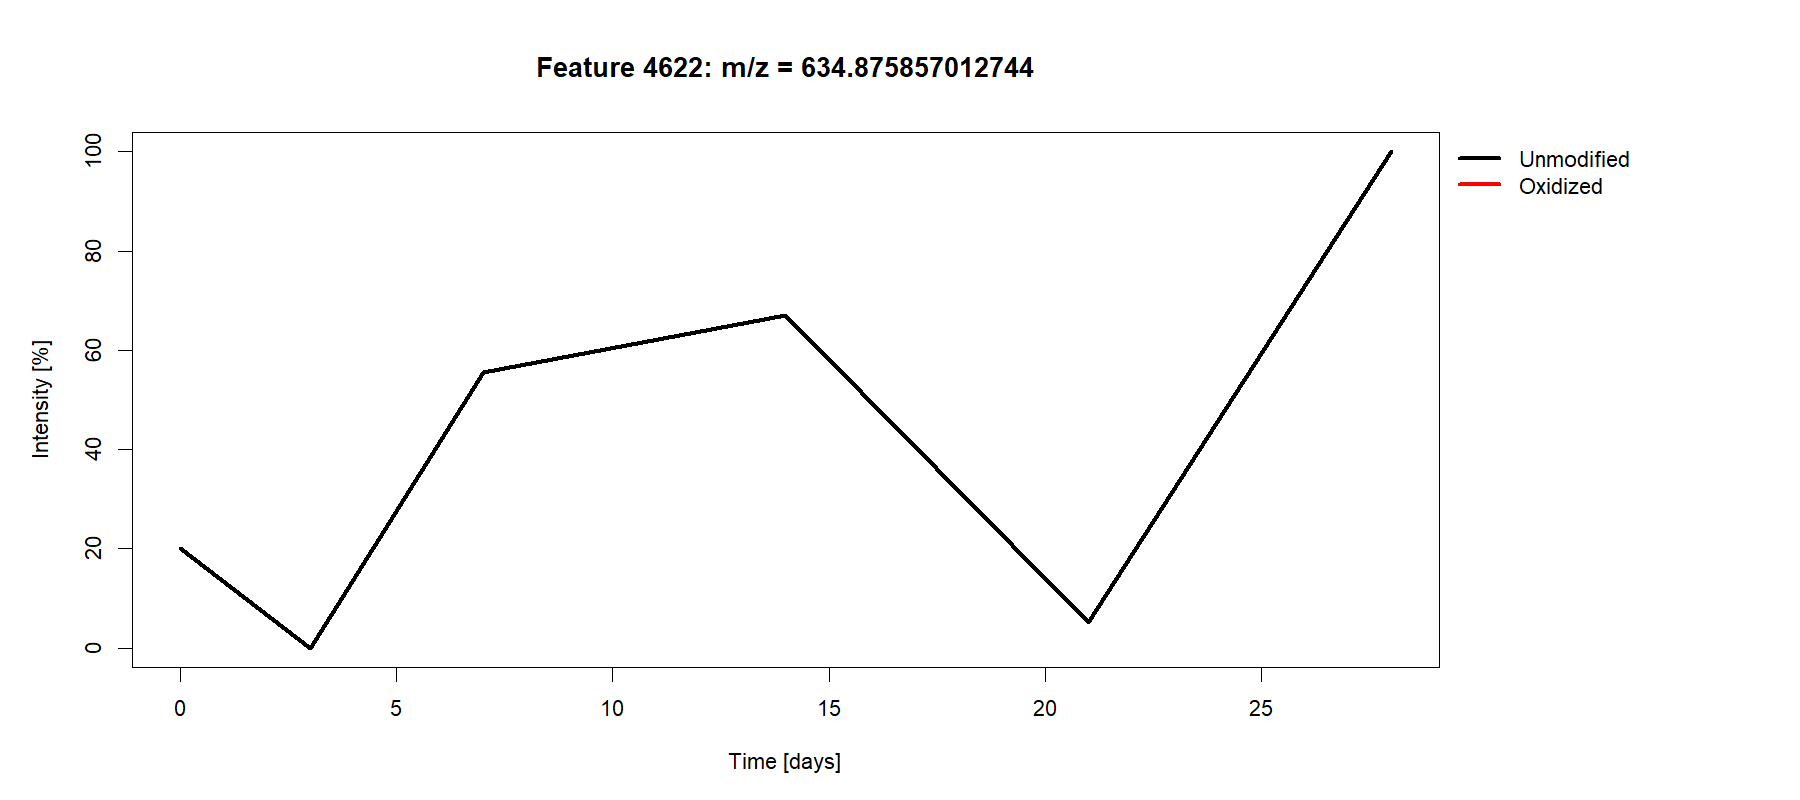 Feature 4622: m/z = 634.875857012744
Unmodified
Oxidized
Intensity [%]
100
80
60
40
20
0
0 5 10 15 20 25
Time [days]